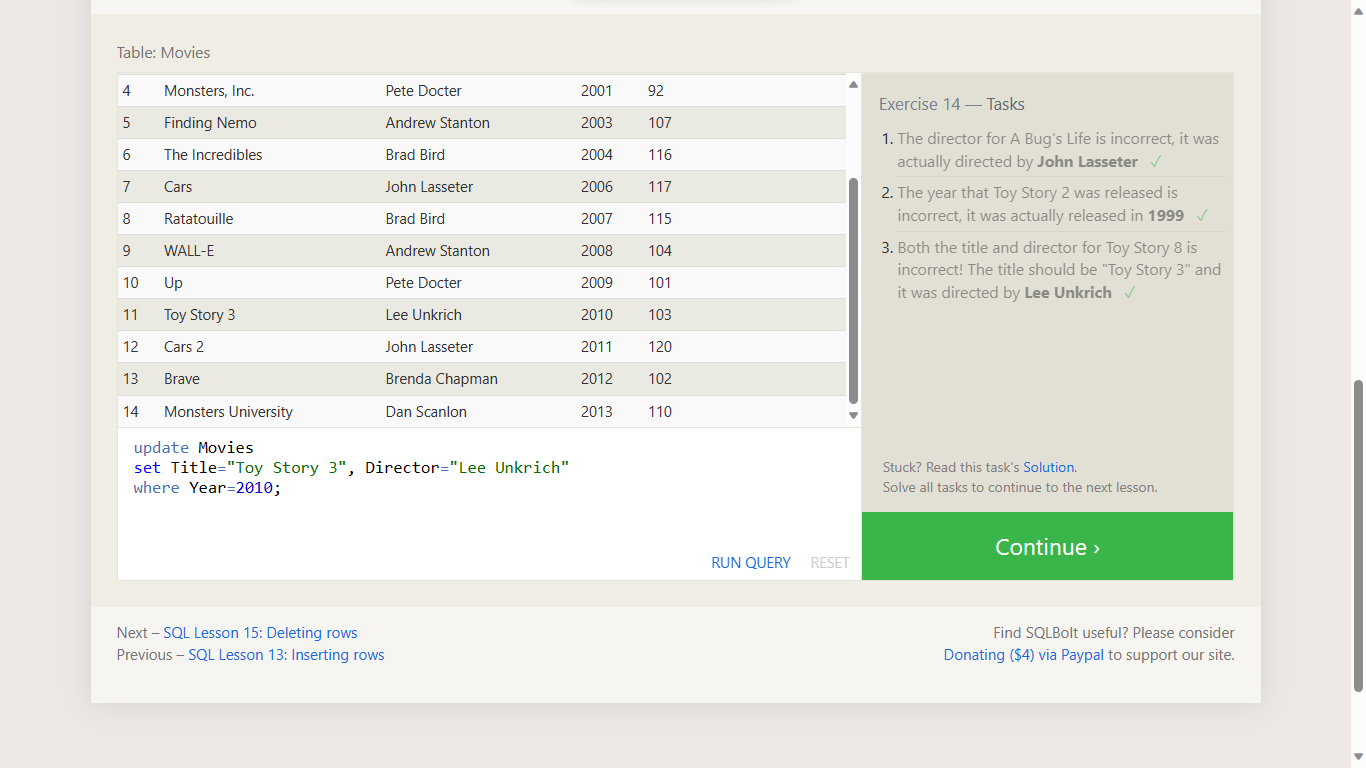 Table: Movies
4 Monsters, Inc. Pete Docter 2001 92
5 Finding Nemo Andrew Stanton 2003 107
6 The Incredibles Brad Bird 2004 116
7 Cars John Lasseter 2006 117
8 Ratatouille Brad Bird 2007 115
9 WALL-E Andrew Stanton 2008 104
10 Up Pete Docter 2009 101
11 Toy Story 3 Lee Unkrich 2010 103
12 Cars 2 John Lasseter 2011 120
13 Brave Brenda Chapman 2012 102
14 Monsters University Dan Scanlon 2013 110
update Movies
set Title="Toy Story 3", Director="Lee Unkrich"
where Year=2010;
RUN QUERY RESET
Exercise 14 — Tasks
1. The director for A Bug's Life is incorrect, it was
actually directed by John Lasseter ✓
2. The year that Toy Story 2 was released is
incorrect, it was actually released in 1999 ✓
3. Both the title and director for Toy Story 8 is
incorrect! The title should be "Toy Story 3" and
it was directed by Lee Unkrich ✓
Stuck? Read this task's Solution.
Solve all tasks to continue to the next lesson.
Continue ›
Next – SQL Lesson 15: Deleting rows
Previous – SQL Lesson 13: Inserting rows
Find SQLBolt useful? Please consider
Donating ($4) via Paypal to support our site.